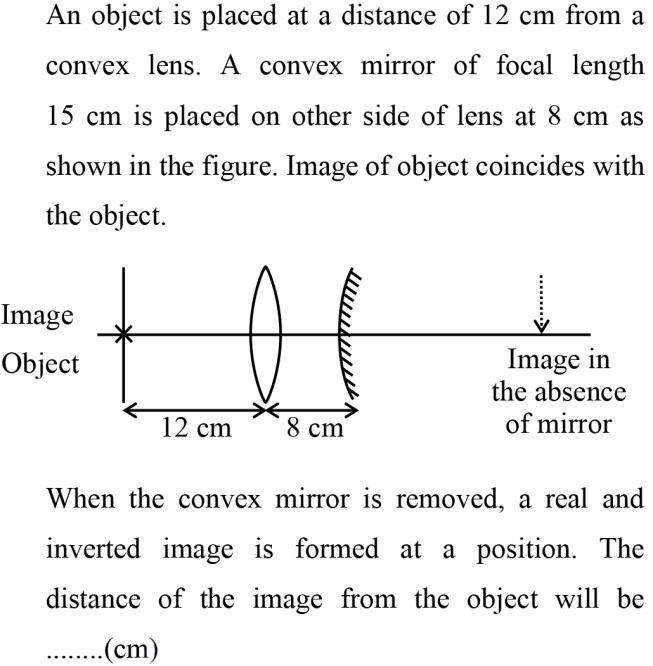 An object is placed at a distance of 12 cm from a
convex lens. A convex mirror of focal length
15 cm is placed on other side of lens at 8 cm as
shown in the figure. Image of object coincides with
the object.
Image
Object
12 cm
8 cm
Image in
the absence
of mirror
When the convex mirror is removed, a real and
inverted image is formed at a position. The
distance of the image from the object will be
........(cm)